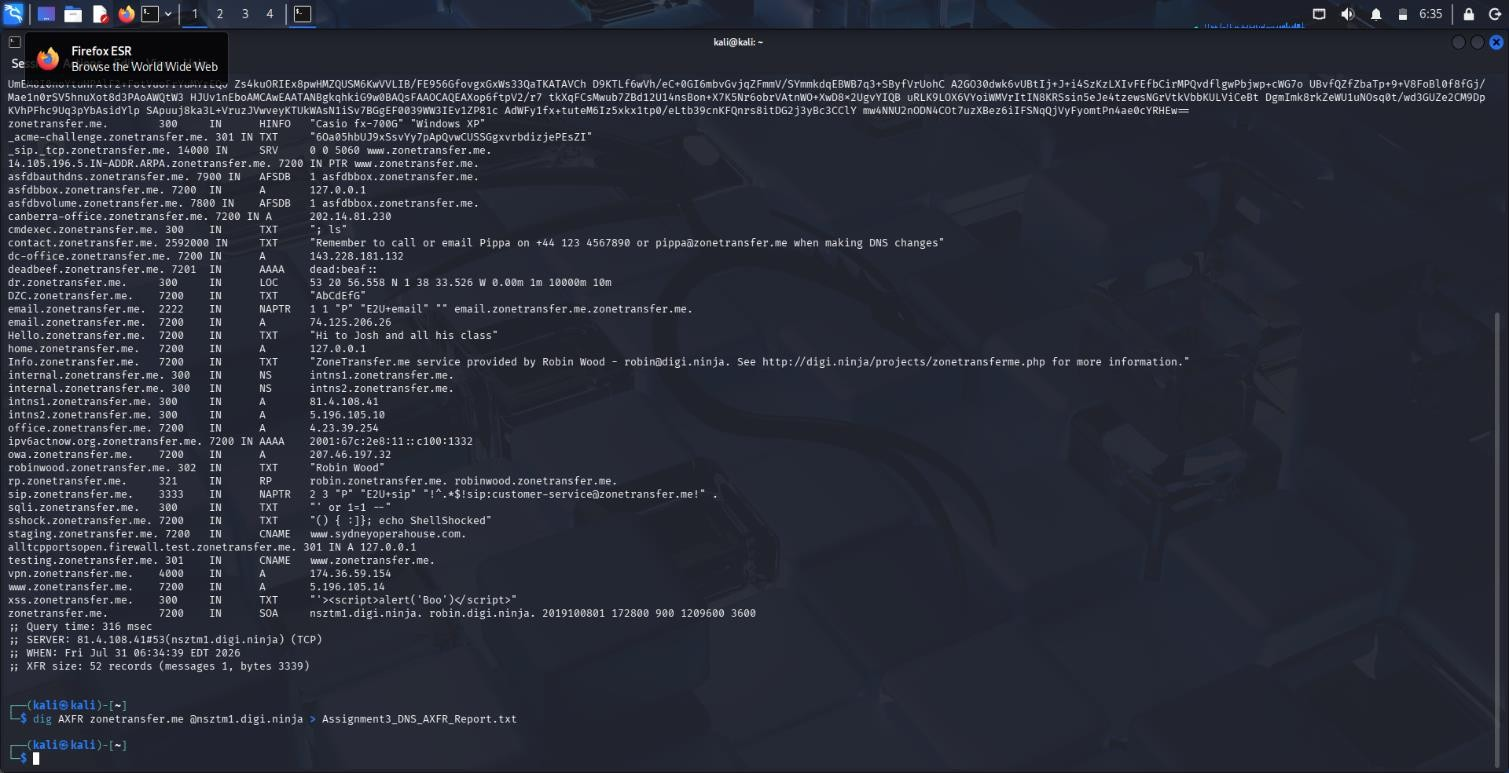 1 2 3 4 6:35
kali@kali: ~
Firefox ESR
Browse the World Wide Web
zonetransfer.me. 300 IN HINFO "Casio fx-700G" "Windows XP"
_acme-challenge.zonetransfer.me. 301 IN TXT "6Oa05hbUJ9xSsvYy7pApQvwCUSSGgxvrbdizjePEsZI"
_sip._tcp.zonetransfer.me. 14000 IN SRV 0 0 5060 www.zonetransfer.me.
14.105.196.5.IN-ADDR.ARPA.zonetransfer.me. 7200 IN PTR www.zonetransfer.me.
asfdbauthdns.zonetransfer.me. 7900 IN AFSDB 1 asfdbbox.zonetransfer.me.
asfdbbox.zonetransfer.me. 7200 IN A 127.0.0.1
asfdbvolume.zonetransfer.me. 7800 IN AFSDB 1 asfdbbox.zonetransfer.me.
canberra-office.zonetransfer.me. 7200 IN A 202.14.81.230
cmdexec.zonetransfer.me. 300 IN TXT "; ls"
contact.zonetransfer.me. 2592000 IN TXT "Remember to call or email Pippa on +44 123 4567890 or pippa@zonetransfer.me when making DNS changes"
dc-office.zonetransfer.me. 7200 IN A 143.228.181.132
deadbeef.zonetransfer.me. 7201 IN AAAA dead:beaf::
dr.zonetransfer.me. 300 IN LOC 53 20 56.558 N 1 38 33.526 W 0.00m 1m 10000m 10m
DZC.zonetransfer.me. 7200 IN TXT "AbCdEfG"
email.zonetransfer.me. 2222 IN NAPTR 1 1 "P" "E2U+email" "" email.zonetransfer.me.zonetransfer.me.
email.zonetransfer.me. 7200 IN A 74.125.206.26
Hello.zonetransfer.me. 7200 IN TXT "Hi to Josh and all his class"
home.zonetransfer.me. 7200 IN A 127.0.0.1
Info.zonetransfer.me. 7200 IN TXT "ZoneTransfer.me service provided by Robin Wood - robin@digi.ninja. See http://digi.ninja/projects/zonetransferme.php for more information."
internal.zonetransfer.me. 300 IN NS intns1.zonetransfer.me.
internal.zonetransfer.me. 300 IN NS intns2.zonetransfer.me.
intns1.zonetransfer.me. 300 IN A 81.4.108.41
intns2.zonetransfer.me. 300 IN A 5.196.105.10
office.zonetransfer.me. 7200 IN A 4.23.39.254
ipv6actnow.org.zonetransfer.me. 7200 IN AAAA 2001:67c:2e8:11::c100:1332
owa.zonetransfer.me. 7200 IN A 207.46.197.32
robinwood.zonetransfer.me. 302 IN TXT "Robin Wood"
rp.zonetransfer.me. 321 IN RP robin.zonetransfer.me. robinwood.zonetransfer.me.
sip.zonetransfer.me. 3333 IN NAPTR 2 3 "P" "E2U+sip" "!^.*$!sip:customer-service@zonetransfer.me!" .
sqli.zonetransfer.me. 300 IN TXT "' or 1=1 --"
sshock.zonetransfer.me. 7200 IN TXT "() { :]}; echo ShellShocked"
staging.zonetransfer.me. 7200 IN CNAME www.sydneyoperahouse.com.
alltcpportsopen.firewall.test.zonetransfer.me. 301 IN A 127.0.0.1
testing.zonetransfer.me. 301 IN CNAME www.zonetransfer.me.
vpn.zonetransfer.me. 4000 IN A 174.36.59.154
www.zonetransfer.me. 7200 IN A 5.196.105.14
xss.zonetransfer.me. 300 IN TXT "'><script>alert('Boo')</script>"
zonetransfer.me. 7200 IN SOA nsztm1.digi.ninja. robin.digi.ninja. 2019100801 172800 900 1209600 3600
;; Query time: 316 msec
;; SERVER: 81.4.108.41#53(nsztm1.digi.ninja) (TCP)
;; WHEN: Fri Jul 31 06:34:39 EDT 2026
;; XFR size: 52 records (messages 1, bytes 3339)
┌──(kali㉿kali)-[~]
└─$ dig AXFR zonetransfer.me @nsztm1.digi.ninja > Assignment3_DNS_AXFR_Report.txt
┌──(kali㉿kali)-[~]
└─$